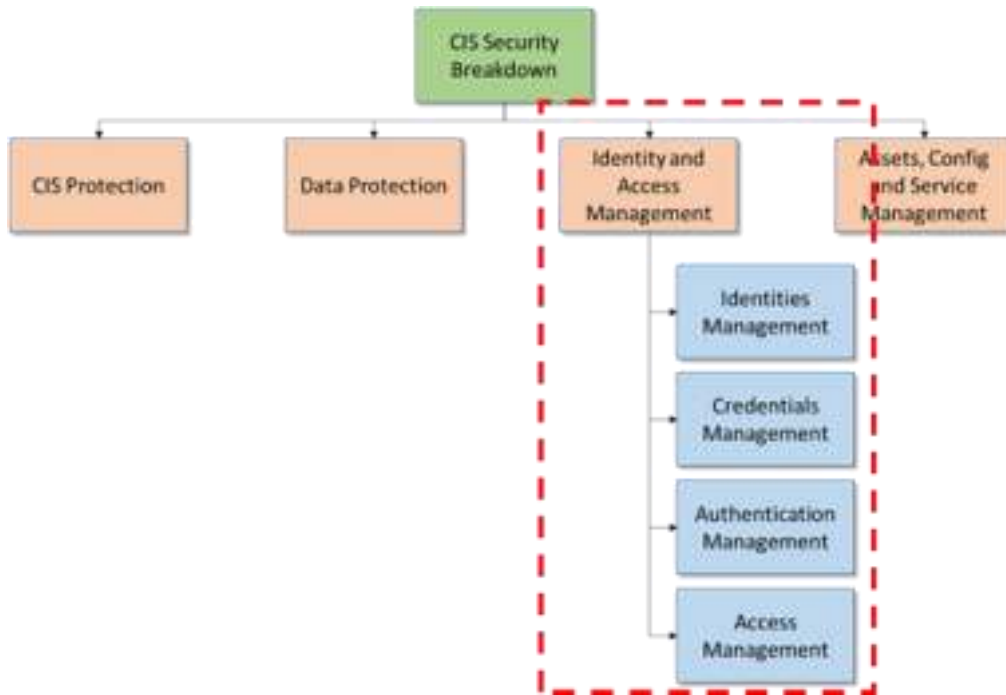 CIS Security
Breakdown
CIS Protection
Data Protection
Identity and
Access
Management
Assets, Config
and Service
Management
Identities
Management
Credentials
Management
Authentication
Management
Access
Management